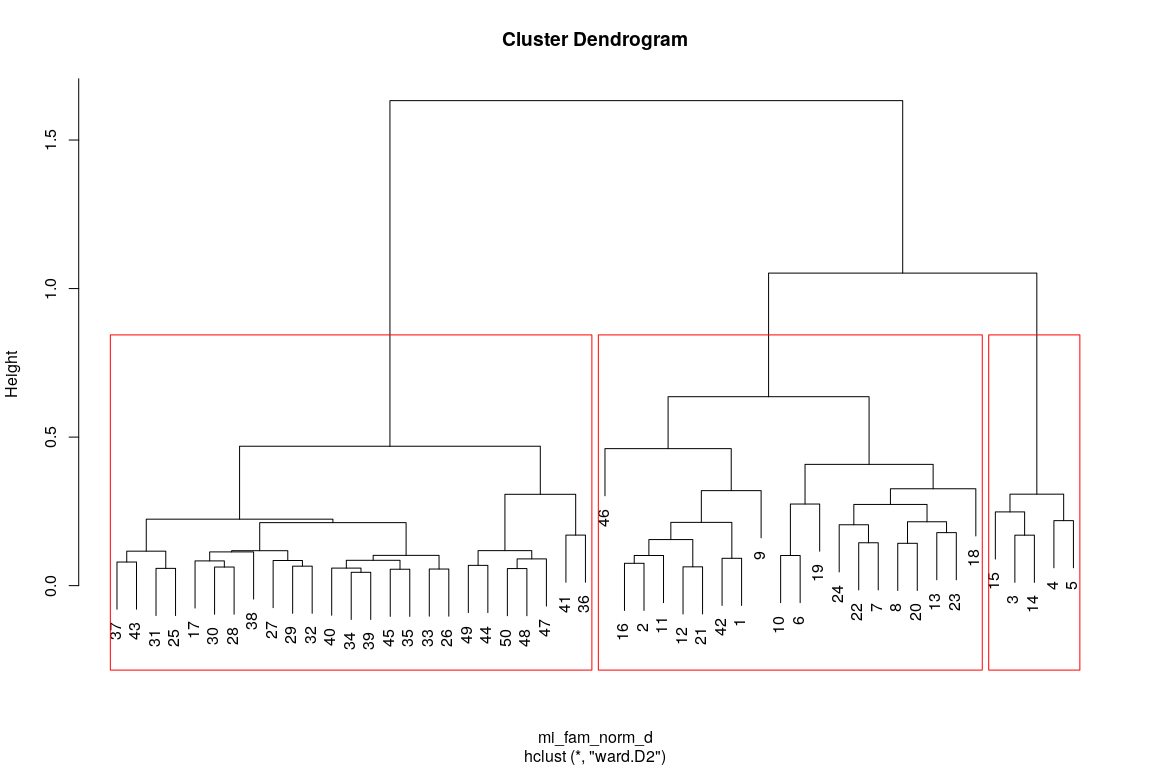 Cluster Dendrogram
Height
0.0 0.5 1.0 1.5
37 43 31 25 17 30 28 38 27 29 32 40 34 39 45 35 33 26 49 44 50 48 47 41 36 46 16 2 11 12 21 42 1 9 10 6 19 24 22 7 8 20 13 23 18 15 3 14 4 5
ml_fam_norm_d
hclust (*, "ward.D2")